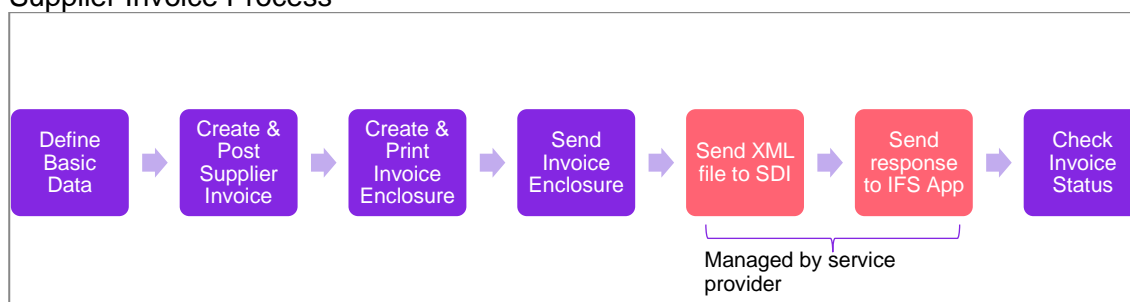 Supplier Invoice Process
Define
Basic
Data
Create &
Post
Supplier
Invoice
Create &
Print
Invoice
Enclosure
Send
Invoice
Enclosure
Send XML
file to SDI
Send
response
to IFS App
Check
Invoice
Status
Managed by service
provider